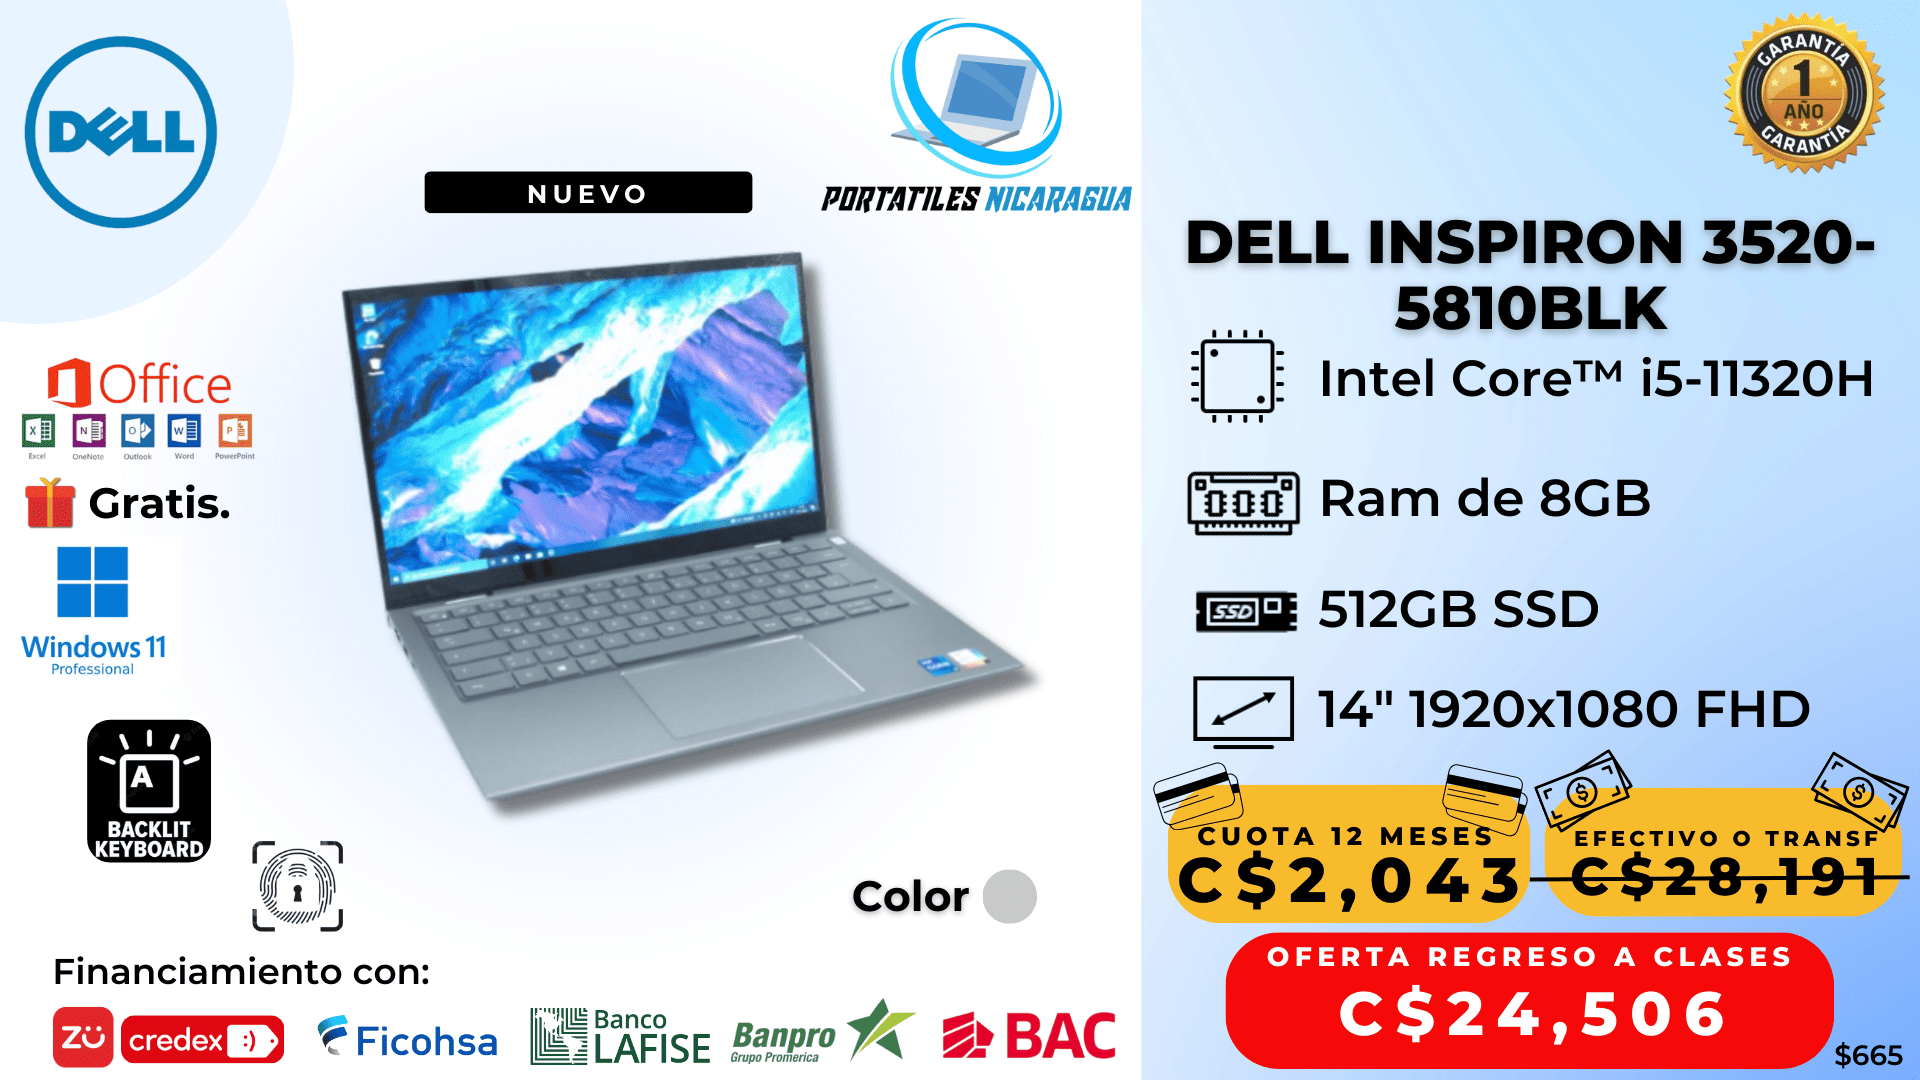 DELL
NUEVO
PORTATILES NICARAGUA
GARANTÍA
1
AÑO
GARANTÍA
DELL INSPIRON 3520-
5810BLK
Intel Core™ i5-11320H
Ram de 8GB
SSD
512GB SSD
14" 1920x1080 FHD
Office
Excel
OneNote
Outlook
Word
PowerPoint
Gratis.
Windows 11
Professional
A
BACKLIT
KEYBOARD
Color
Financiamiento con:
zü
credex
Ficohsa
Banco
LAFISE
Banpro
Grupo Promerica
BAC
CUOTA 12 MESES
C$2,043
EFECTIVO O TRANSF
C$28,191
OFERTA REGRESO A CLASES
C$24,506
$665